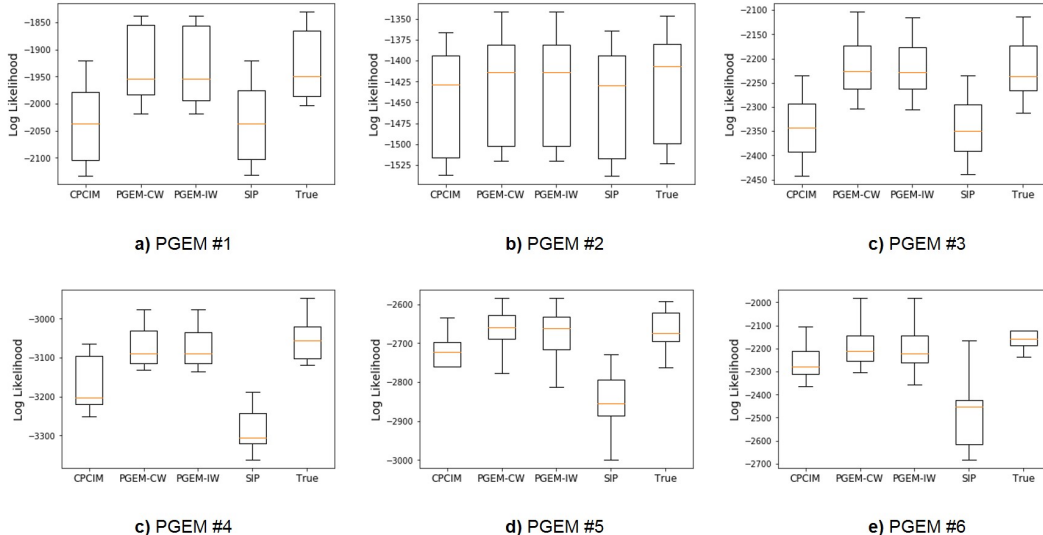 Log Likelihood
−1850
−1900
−1950
−2000
−2050
−2100
CPCIM PGEM-CW PGEM-IW SIP True
a) PGEM #1
Log Likelihood
−1350
−1375
−1400
−1425
−1450
−1475
−1500
−1525
CPCIM PGEM-CW PGEM-IW SIP True
b) PGEM #2
Log Likelihood
−2100
−2150
−2200
−2250
−2300
−2350
−2400
−2450
CPCIM PGEM-CW PGEM-IW SIP True
c) PGEM #3
Log Likelihood
−3000
−3100
−3200
−3300
CPCIM PGEM-CW PGEM-IW SIP True
c) PGEM #4
Log Likelihood
−2600
−2700
−2800
−2900
−3000
CPCIM PGEM-CW PGEM-IW SIP True
d) PGEM #5
Log Likelihood
−2000
−2100
−2200
−2300
−2400
−2500
−2600
−2700
CPCIM PGEM-CW PGEM-IW SIP True
e) PGEM #6